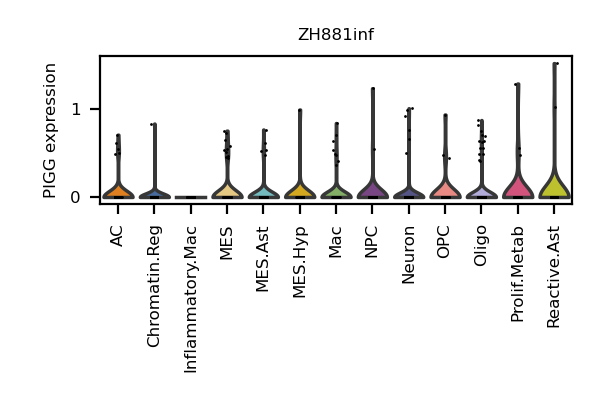 ZH881inf
PIGG expression
1
0
AC
Chromatin.Reg
Inflammatory.Mac
MES
MES.Ast
MES.Hyp
Mac
NPC
Neuron
OPC
Oligo
Prolif.Metab
Reactive.Ast